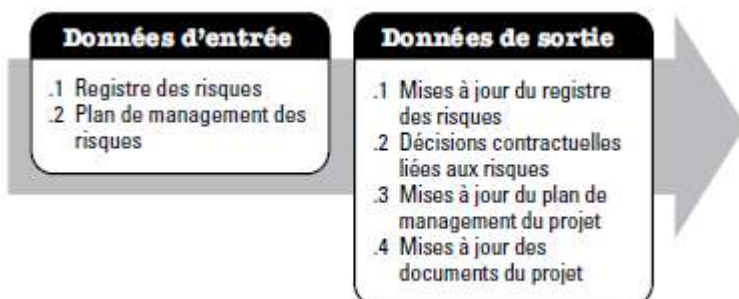 Données d'entrée
.1 Registre des risques
.2 Plan de management des
risques
Données de sortie
.1 Mises à jour du registre
des risques
.2 Décisions contractuelles
liées aux risques
.3 Mises à jour du plan de
management du projet
.4 Mises à jour des
documents du projet